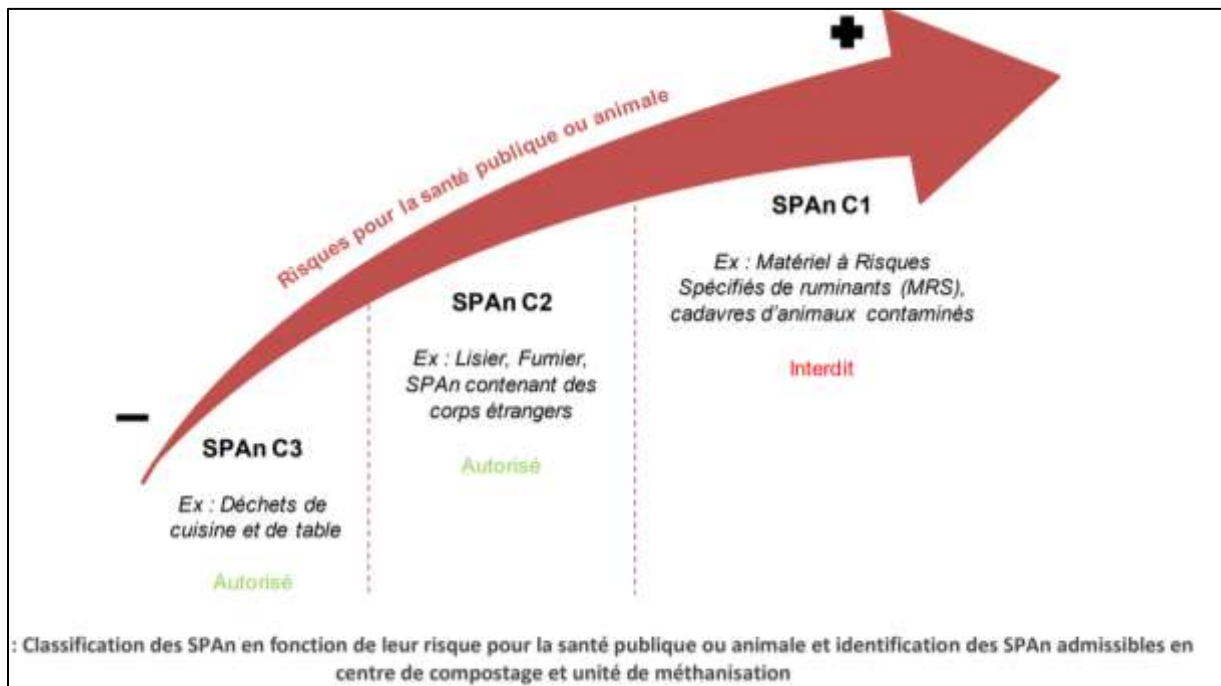 +
Risques pour la santé publique ou animale
SPAn C1
Ex : Matériel à Risques
Spécifiés de ruminants (MRS),
cadavres d'animaux contaminés
Interdit
SPAn C2
Ex : Lisier, Fumier,
SPAn contenant des
corps étrangers
Autorisé
–
SPAn C3
Ex : Déchets de
cuisine et de table
Autorisé
: Classification des SPAn en fonction de leur risque pour la santé publique ou animale et identification des SPAn admissibles en
centre de compostage et unité de méthanisation